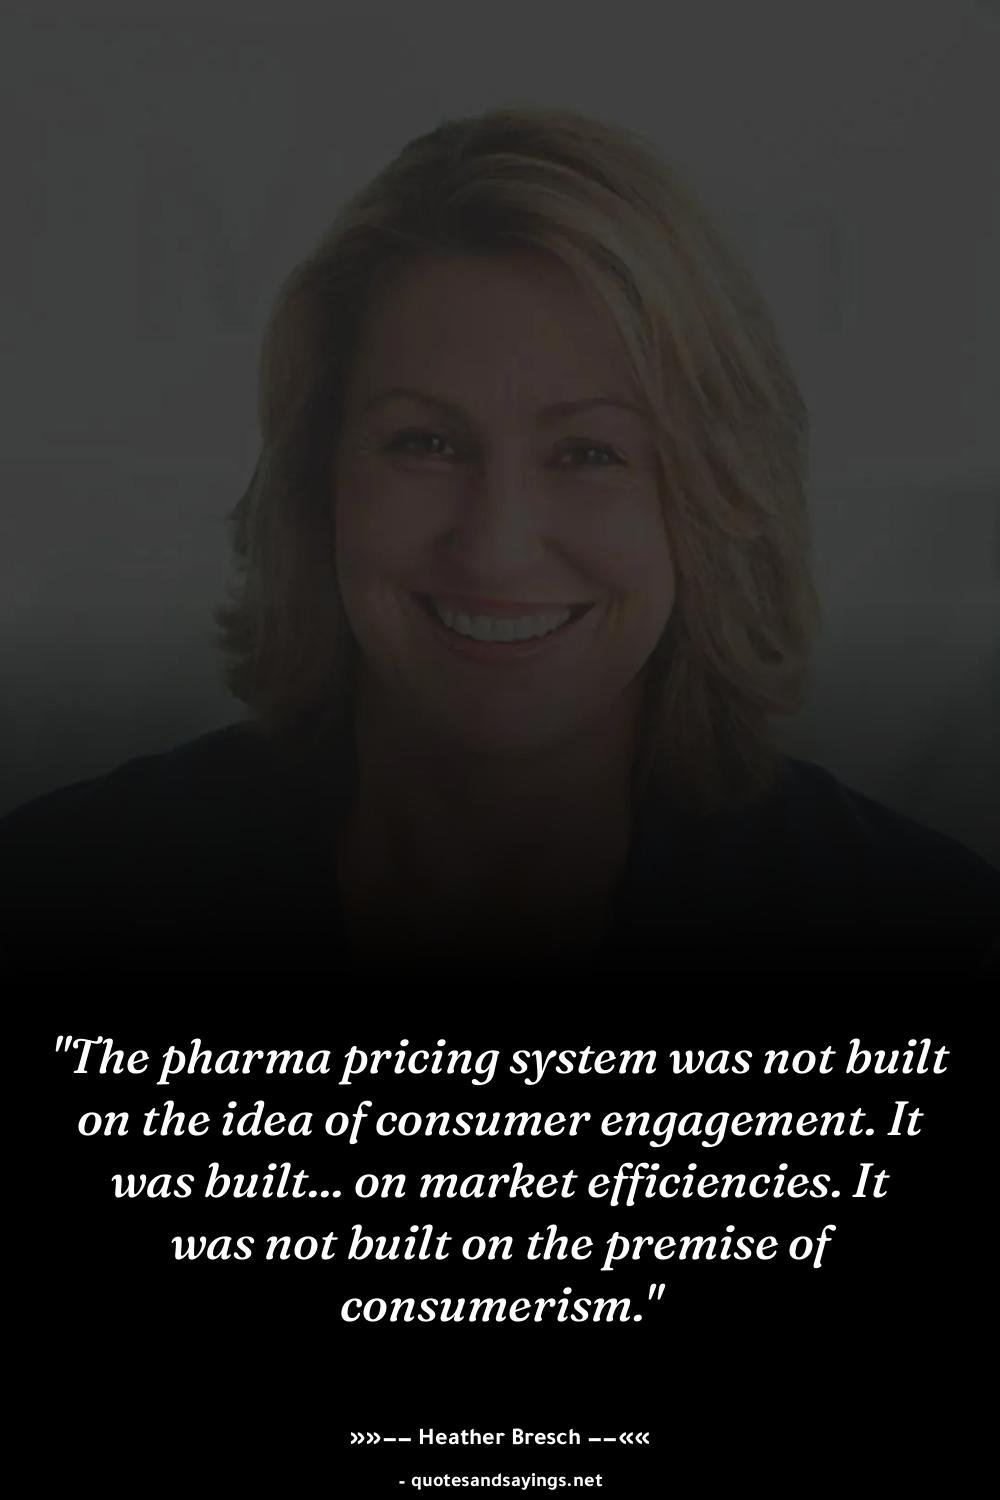 "The pharma pricing system was not built
on the idea of consumer engagement. It
was built... on market efficiencies. It
was not built on the premise of
consumerism."
»»–– Heather Bresch ––««
- quotesandsayings.net